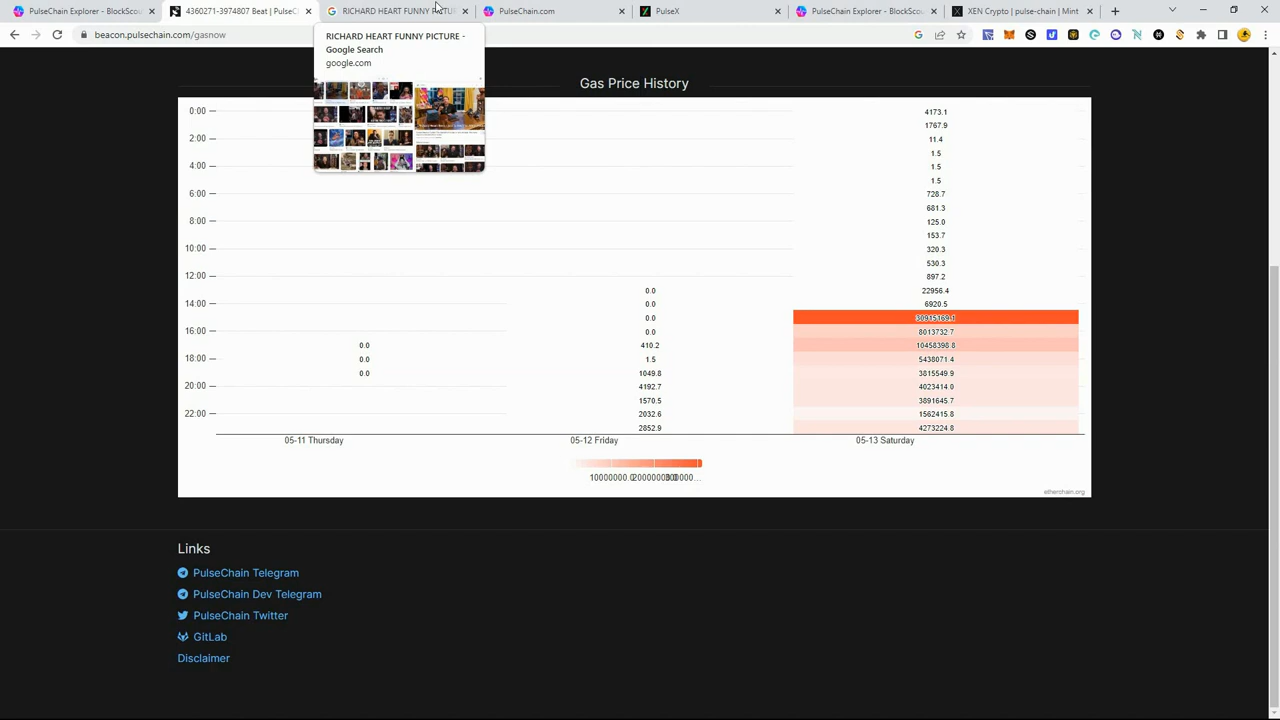 PulseChain Explorer - BlockScou
4360271-3974807 Beat | PulseC
RICHARD HEART FUNNY PICTUR
PulseChain.com
PulseX
PulseChain Explorer - BlockSco
XEN Crypto | pulse-chain | Mint
beacon.pulsechain.com/gasnow
RICHARD HEART FUNNY PICTURE -
Google Search
google.com
Gas Price History
0:00 4173.1
1767.9
2:00 11.4
1.5
4:00 1.5
1.5
6:00 728.7
681.3
8:00 125.0
153.7
10:00 320.3
530.3
12:00 897.2
0.0 22956.4
14:00 0.0 6920.5
0.0 30915169.1
16:00 0.0 8013732.7
0.0 410.2 10458398.8
18:00 0.0 1.5 5438071.4
0.0 1049.8 3815549.9
20:00 4192.7 4023414.0
1570.5 3891645.7
22:00 2032.6 1562415.8
2852.9 4273224.8
05-11 Thursday 05-12 Friday 05-13 Saturday
10000000.0
etherchain.org
Links
PulseChain Telegram
PulseChain Dev Telegram
PulseChain Twitter
GitLab
Disclaimer